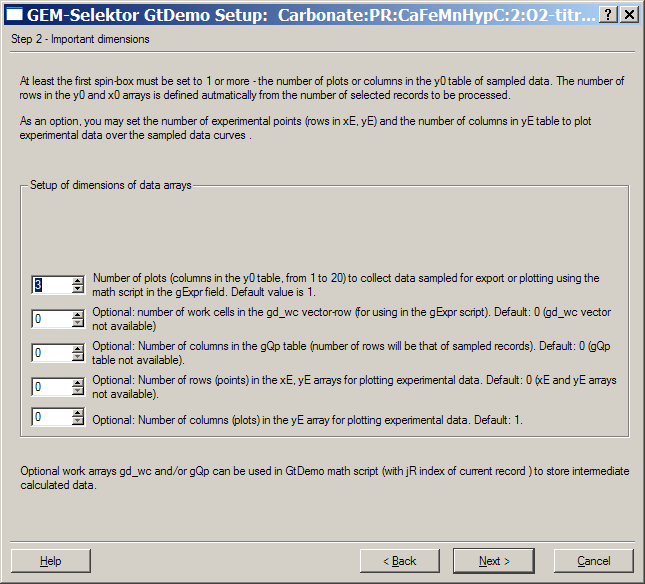 GEM-Selektor GtDemo Setup:  Carbonate:PR:CaFeMnHypC:2:O2-titr...
Step 2 - Important dimensions
At least the first spin-box must be set to 1 or more - the number of plots or columns in the y0 table of sampled data. The number of
rows in the y0 and x0 arrays is defined autmatically from the number of selected records to be processed.
As an option, you may set the number of experimental points (rows in xE, yE) and the number of columns in yE table to plot
experimental data over the sampled data curves .
Setup of dimensions of data arrays
3 Number of plots (columns in the y0 table, from 1 to 20) to collect data sampled for export or plotting using the
math script in the gExpr field. Default value is 1.
0 Optional: number of work cells in the gd_wc vector-row (for using in the gExpr script). Default: 0 (gd_wc vector
not available)
0 Optional: Number of columns in the gQp table (number of rows will be that of sampled records). Default: 0 (gQp
table not available).
0 Optional: Number of rows (points) in the xE, yE arrays for plotting experimental data. Default: 0 (xE and yE arrays
not available).
0 Optional: Number of columns (plots) in the yE array for plotting experimental data. Default: 1.
Optional work arrays gd_wc and/or gQp can be used in GtDemo math script (with jR index of current record ) to store intermediate
calculated data.
Help < Back Next > Cancel